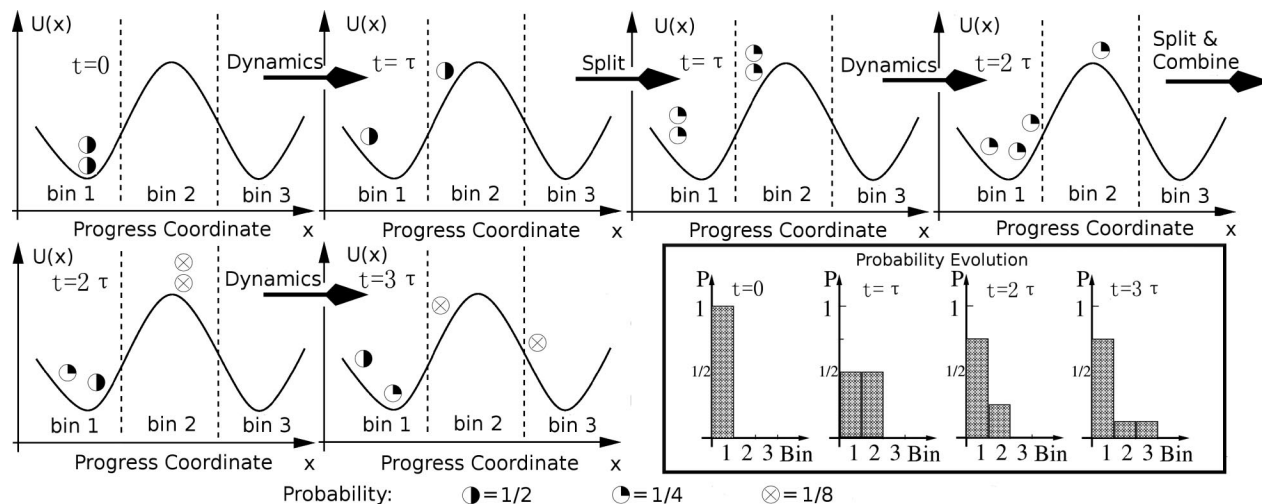 U(x)
t=0
bin 1 bin 2 bin 3
Progress Coordinate x
Dynamics
U(x)
t= τ
bin 1 bin 2 bin 3
Progress Coordinate x
Split
U(x)
t= τ
bin 1 bin 2 bin 3
Progress Coordinate x
Dynamics
U(x)
t=2 τ
bin 1 bin 2 bin 3
Progress Coordinate x
Split &
Combine
U(x)
t=2 τ
bin 1 bin 2 bin 3
Progress Coordinate x
Dynamics
U(x)
t=3 τ
bin 1 bin 2 bin 3
Progress Coordinate x
Probability Evolution
P
t=0
1
1/2
1 2 3 Bin
P
t= τ
1
1/2
1 2 3 Bin
P
t=2 τ
1
1/2
1 2 3 Bin
P
t=3 τ
1
1/2
1 2 3 Bin
Probability: =1/2 =1/4 =1/8